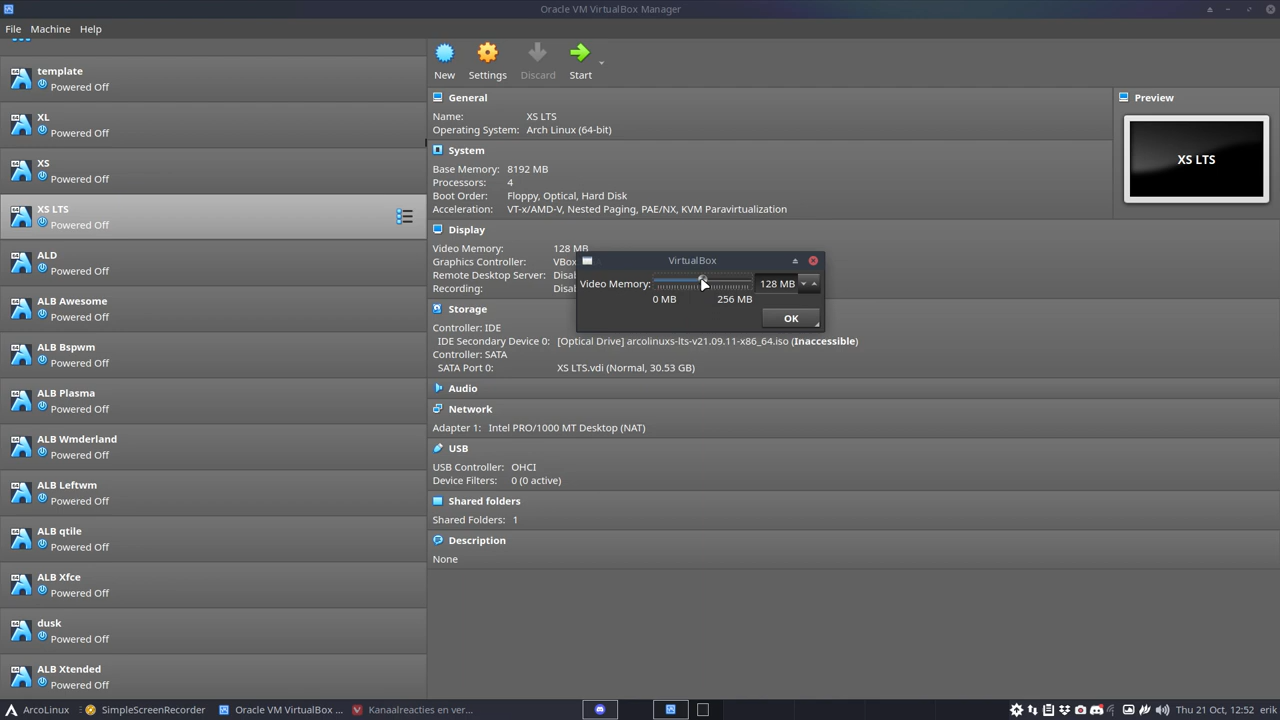 Oracle VM VirtualBox Manager
File Machine Help
template
Powered Off
XL
Powered Off
XS
Powered Off
XS LTS
Powered Off
ALD
Powered Off
ALB Awesome
Powered Off
ALB Bspwm
Powered Off
ALB Plasma
Powered Off
ALB Wmderland
Powered Off
ALB Leftwm
Powered Off
ALB qtile
Powered Off
ALB Xfce
Powered Off
dusk
Powered Off
ALB Xtended
Powered Off
New Settings Discard Start
General
Name: XS LTS
Operating System: Arch Linux (64-bit)
System
Base Memory: 8192 MB
Processors: 4
Boot Order: Floppy, Optical, Hard Disk
Acceleration: VT-x/AMD-V, Nested Paging, PAE/NX, KVM Paravirtualization
Display
Video Memory: 128 MB
Graphics Controller: VBox
Remote Desktop Server: Disa
Recording: Disa
Storage
Controller: IDE
IDE Secondary Device 0: [Optical Drive] arcolinuxs-lts-v21.09.11-x86_64.iso (Inaccessible)
Controller: SATA
SATA Port 0: XS LTS.vdi (Normal, 30.53 GB)
Audio
Network
Adapter 1: Intel PRO/1000 MT Desktop (NAT)
USB
USB Controller: OHCI
Device Filters: 0 (0 active)
Shared folders
Shared Folders: 1
Description
None
Preview
XS LTS
VirtualBox
Video Memory: 128 MB
0 MB 256 MB
OK
ArcoLinux SimpleScreenRecorder Oracle VM VirtualBox ... Kanaalreacties en ver... Thu 21 Oct, 12:52 erik